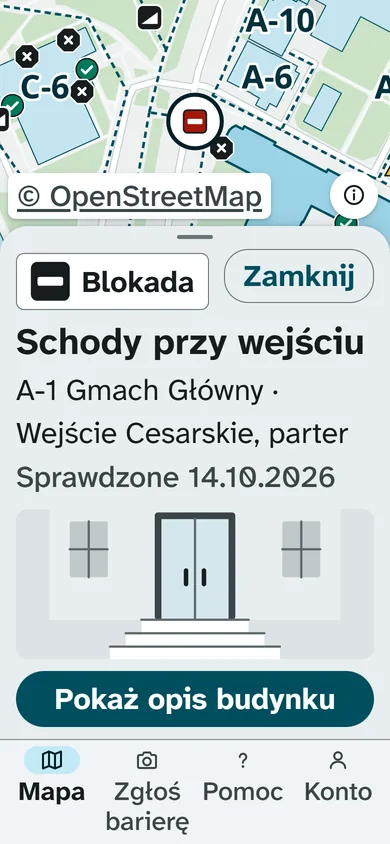 A-10
A-6
C-6
© OpenStreetMap
Blokada
Zamknij
Schody przy wejściu
A-1 Gmach Główny ·
Wejście Cesarskie, parter
Sprawdzone 14.10.2026
Pokaż opis budynku
Mapa
Zgłoś
barierę
Pomoc
Konto